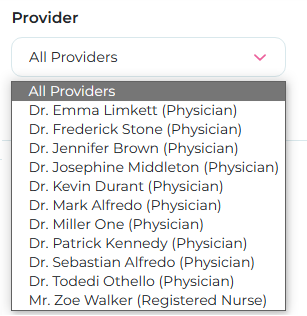 Provider
All Providers
All Providers
Dr. Emma Limkett (Physician)
Dr. Frederick Stone (Physician)
Dr. Jennifer Brown (Physician)
Dr. Josephine Middleton (Physician)
Dr. Kevin Durant (Physician)
Dr. Mark Alfredo (Physician)
Dr. Miller One (Physician)
Dr. Patrick Kennedy (Physician)
Dr. Sebastian Alfredo (Physician)
Dr. Todedi Othello (Physician)
Mr. Zoe Walker (Registered Nurse)